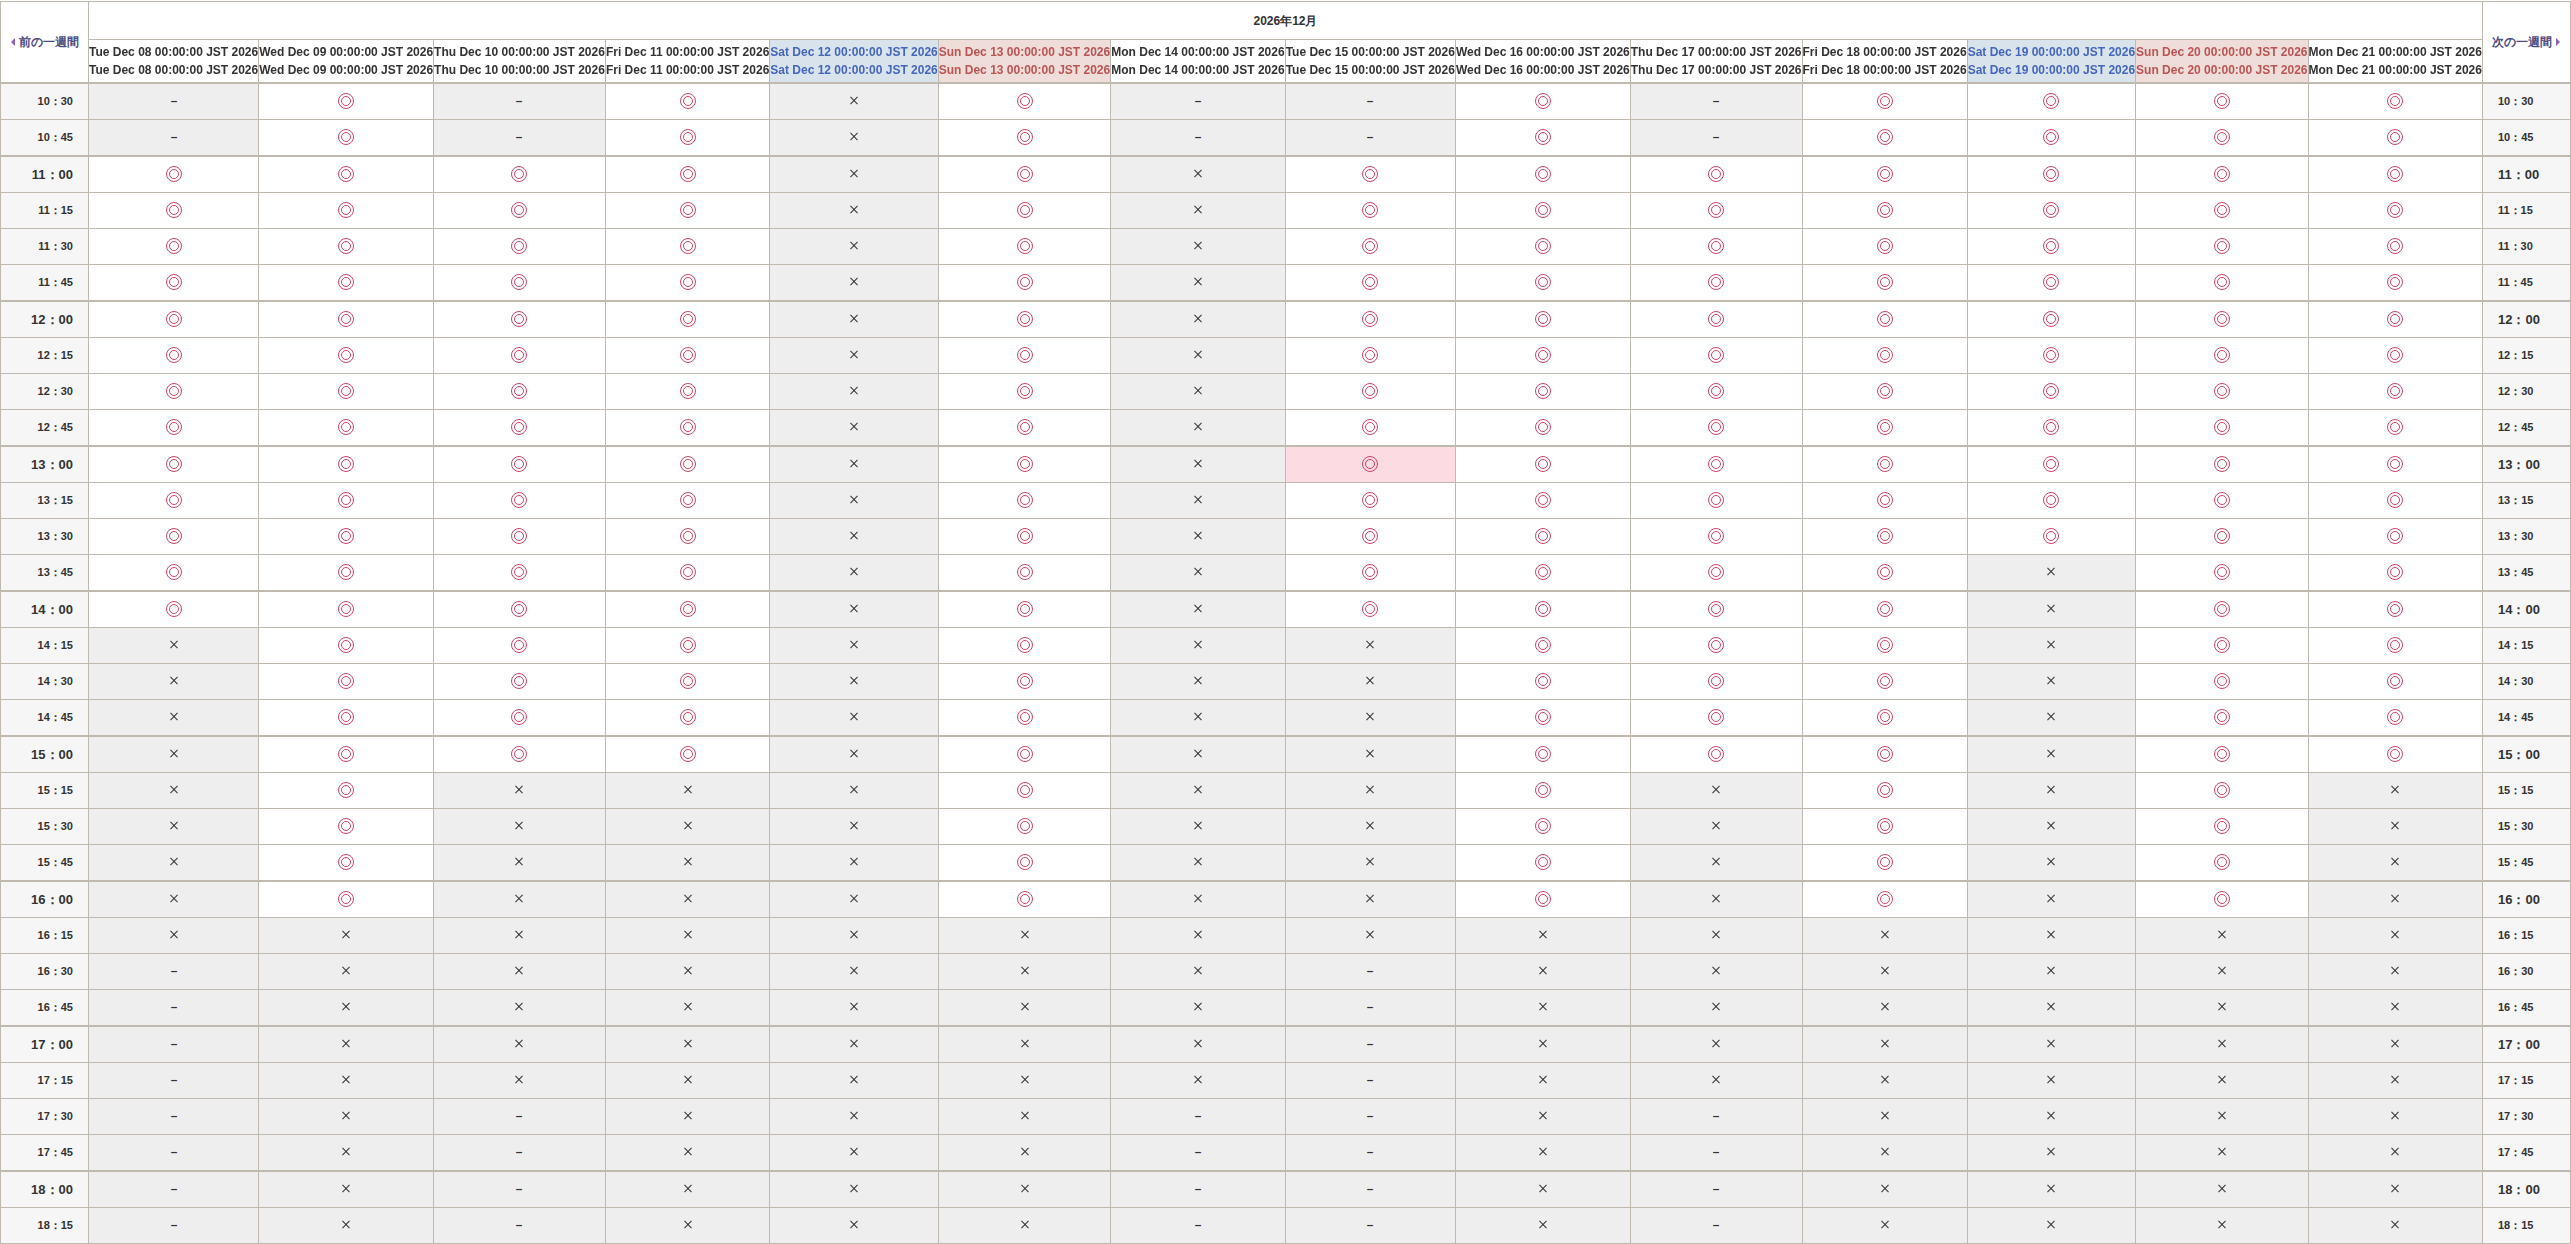 2026年12月
前の一週間
次の一週間
Tue Dec 08 00:00:00 JST 2026 Wed Dec 09 00:00:00 JST 2026 Thu Dec 10 00:00:00 JST 2026 Fri Dec 11 00:00:00 JST 2026 Sat Dec 12 00:00:00 JST 2026 Sun Dec 13 00:00:00 JST 2026 Mon Dec 14 00:00:00 JST 2026 Tue Dec 15 00:00:00 JST 2026 Wed Dec 16 00:00:00 JST 2026 Thu Dec 17 00:00:00 JST 2026 Fri Dec 18 00:00:00 JST 2026 Sat Dec 19 00:00:00 JST 2026 Sun Dec 20 00:00:00 JST 2026 Mon Dec 21 00:00:00 JST 2026
Tue Dec 08 00:00:00 JST 2026 Wed Dec 09 00:00:00 JST 2026 Thu Dec 10 00:00:00 JST 2026 Fri Dec 11 00:00:00 JST 2026 Sat Dec 12 00:00:00 JST 2026 Sun Dec 13 00:00:00 JST 2026 Mon Dec 14 00:00:00 JST 2026 Tue Dec 15 00:00:00 JST 2026 Wed Dec 16 00:00:00 JST 2026 Thu Dec 17 00:00:00 JST 2026 Fri Dec 18 00:00:00 JST 2026 Sat Dec 19 00:00:00 JST 2026 Sun Dec 20 00:00:00 JST 2026 Mon Dec 21 00:00:00 JST 2026
10：30 – ◎ – ◎ × ◎ – – ◎ – ◎ ◎ ◎ ◎ 10：30
10：45 – ◎ – ◎ × ◎ – – ◎ – ◎ ◎ ◎ ◎ 10：45
11：00 ◎ ◎ ◎ ◎ × ◎ × ◎ ◎ ◎ ◎ ◎ ◎ ◎ 11：00
11：15 ◎ ◎ ◎ ◎ × ◎ × ◎ ◎ ◎ ◎ ◎ ◎ ◎ 11：15
11：30 ◎ ◎ ◎ ◎ × ◎ × ◎ ◎ ◎ ◎ ◎ ◎ ◎ 11：30
11：45 ◎ ◎ ◎ ◎ × ◎ × ◎ ◎ ◎ ◎ ◎ ◎ ◎ 11：45
12：00 ◎ ◎ ◎ ◎ × ◎ × ◎ ◎ ◎ ◎ ◎ ◎ ◎ 12：00
12：15 ◎ ◎ ◎ ◎ × ◎ × ◎ ◎ ◎ ◎ ◎ ◎ ◎ 12：15
12：30 ◎ ◎ ◎ ◎ × ◎ × ◎ ◎ ◎ ◎ ◎ ◎ ◎ 12：30
12：45 ◎ ◎ ◎ ◎ × ◎ × ◎ ◎ ◎ ◎ ◎ ◎ ◎ 12：45
13：00 ◎ ◎ ◎ ◎ × ◎ × ◎ ◎ ◎ ◎ ◎ ◎ ◎ 13：00
13：15 ◎ ◎ ◎ ◎ × ◎ × ◎ ◎ ◎ ◎ ◎ ◎ ◎ 13：15
13：30 ◎ ◎ ◎ ◎ × ◎ × ◎ ◎ ◎ ◎ ◎ ◎ ◎ 13：30
13：45 ◎ ◎ ◎ ◎ × ◎ × ◎ ◎ ◎ ◎ × ◎ ◎ 13：45
14：00 ◎ ◎ ◎ ◎ × ◎ × ◎ ◎ ◎ ◎ × ◎ ◎ 14：00
14：15 × ◎ ◎ ◎ × ◎ × × ◎ ◎ ◎ × ◎ ◎ 14：15
14：30 × ◎ ◎ ◎ × ◎ × × ◎ ◎ ◎ × ◎ ◎ 14：30
14：45 × ◎ ◎ ◎ × ◎ × × ◎ ◎ ◎ × ◎ ◎ 14：45
15：00 × ◎ ◎ ◎ × ◎ × × ◎ ◎ ◎ × ◎ ◎ 15：00
15：15 × ◎ × × × ◎ × × ◎ × ◎ × ◎ × 15：15
15：30 × ◎ × × × ◎ × × ◎ × ◎ × ◎ × 15：30
15：45 × ◎ × × × ◎ × × ◎ × ◎ × ◎ × 15：45
16：00 × ◎ × × × ◎ × × ◎ × ◎ × ◎ × 16：00
16：15 × × × × × × × × × × × × × × 16：15
16：30 – × × × × × × – × × × × × × 16：30
16：45 – × × × × × × – × × × × × × 16：45
17：00 – × × × × × × – × × × × × × 17：00
17：15 – × × × × × × – × × × × × × 17：15
17：30 – × – × × × – – × – × × × × 17：30
17：45 – × – × × × – – × – × × × × 17：45
18：00 – × – × × × – – × – × × × × 18：00
18：15 – × – × × × – – × – × × × × 18：15